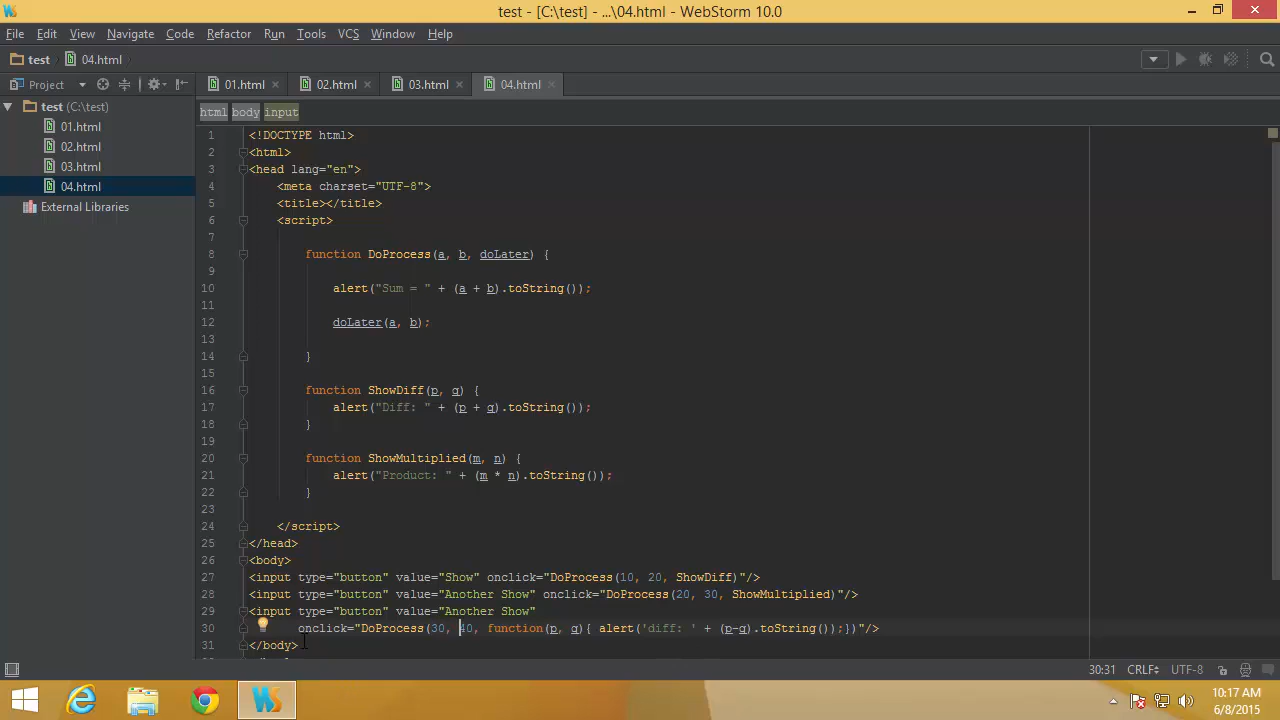 test - [C:\test] - ...\04.html - WebStorm 10.0
File Edit View Navigate Code Refactor Run Tools VCS Window Help
test 04.html
Project 01.html 02.html 03.html 04.html
test (C:\test)
01.html
02.html
03.html
04.html
External Libraries
html body input
1 <!DOCTYPE html>
2 <html>
3 <head lang="en">
4 <meta charset="UTF-8">
5 <title></title>
6 <script>
7
8 function DoProcess(a, b, doLater) {
9
10 alert("Sum = " + (a + b).toString());
11
12 doLater(a, b);
13
14 }
15
16 function ShowDiff(p, q) {
17 alert("Diff: " + (p + q).toString());
18 }
19
20 function ShowMultiplied(m, n) {
21 alert("Product: " + (m * n).toString());
22 }
23
24 </script>
25 </head>
26 <body>
27 <input type="button" value="Show" onclick="DoProcess(10, 20, ShowDiff)"/>
28 <input type="button" value="Another Show" onclick="DoProcess(20, 30, ShowMultiplied)"/>
29 <input type="button" value="Another Show"
30 onclick="DoProcess(30, 40, function(p, q){ alert('diff: ' + (p-q).toString());})"/>
31 </body>
30:31 CRLF UTF-8
10:17 AM
6/8/2015